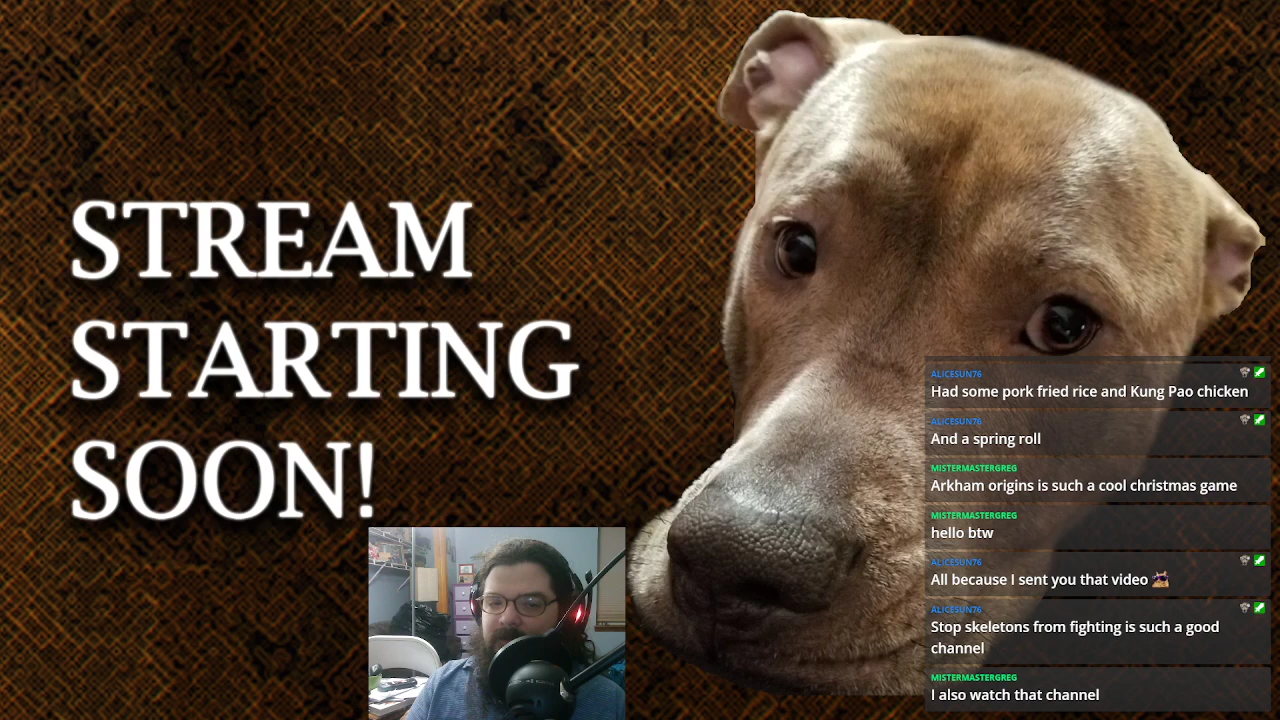 STREAM
STARTING
SOON!
ALICESUN76
Had some pork fried rice and Kung Pao chicken
ALICESUN76
And a spring roll
MISTERMASTERGREG
Arkham origins is such a cool christmas game
MISTERMASTERGREG
hello btw
ALICESUN76
All because I sent you that video
ALICESUN76
Stop skeletons from fighting is such a good
channel
MISTERMASTERGREG
I also watch that channel